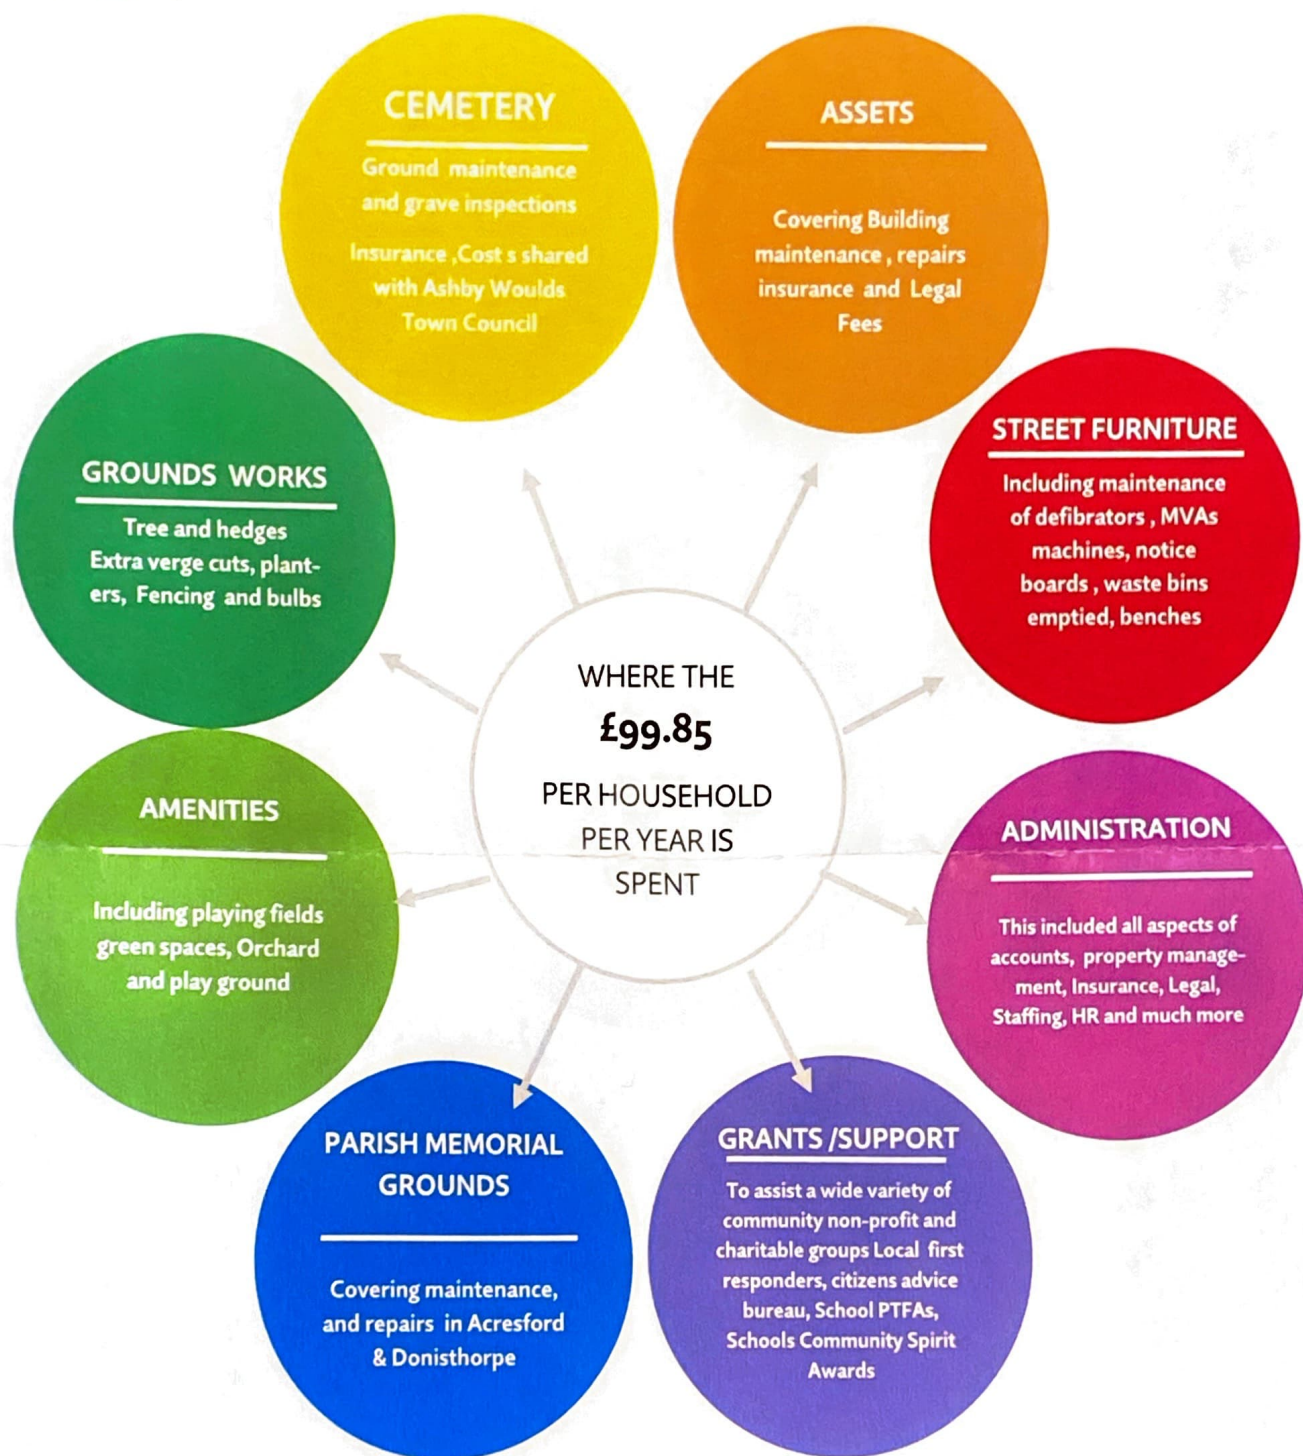 CEMETERY
Ground maintenance
and grave inspections
Insurance ,Cost s shared
with Ashby Woulds
Town Council
ASSETS
Covering Building
maintenance , repairs
insurance and Legal
Fees
STREET FURNITURE
Including maintenance
of defibrators , MVAs
machines, notice
boards , waste bins
emptied, benches
ADMINISTRATION
This included all aspects of
accounts, property manage-
ment, Insurance, Legal,
Staffing, HR and much more
GRANTS /SUPPORT
To assist a wide variety of
community non-profit and
charitable groups Local first
responders, citizens advice
bureau, School PTFAs,
Schools Community Spirit
Awards
PARISH MEMORIAL
GROUNDS
Covering maintenance,
and repairs in Acresford
& Donisthorpe
AMENITIES
Including playing fields
green spaces, Orchard
and play ground
GROUNDS WORKS
Tree and hedges
Extra verge cuts, plant-
ers, Fencing and bulbs
WHERE THE
£99.85
PER HOUSEHOLD
PER YEAR IS
SPENT